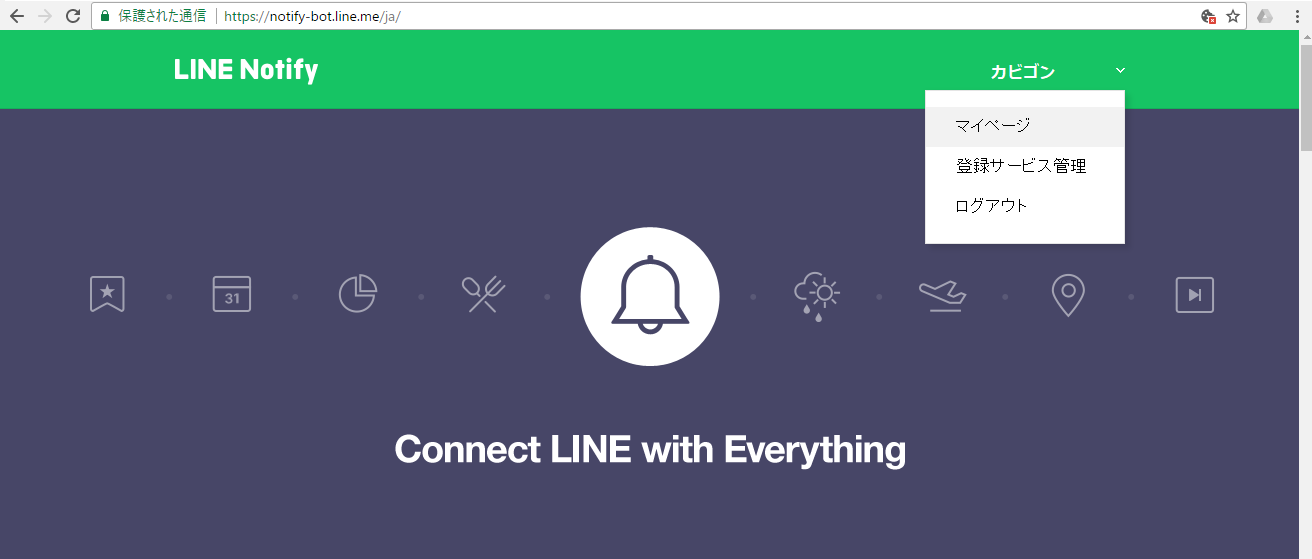 保護された通信 https://notify-bot.line.me/ja/
LINE Notify
カビゴン
マイページ
登録サービス管理
ログアウト
31
Connect LINE with Everything